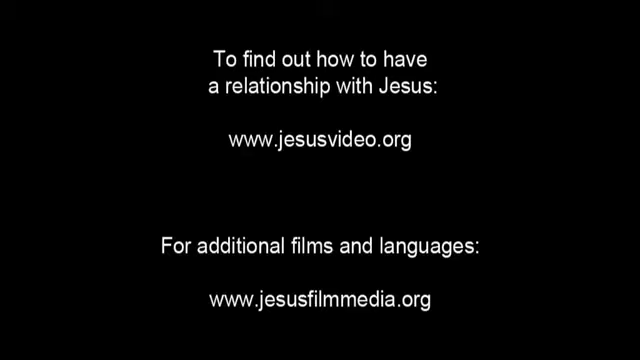 To find out how to have
a relationship with Jesus:
www.jesusvideo.org
For additional films and languages:
www.jesusfilmmedia.org